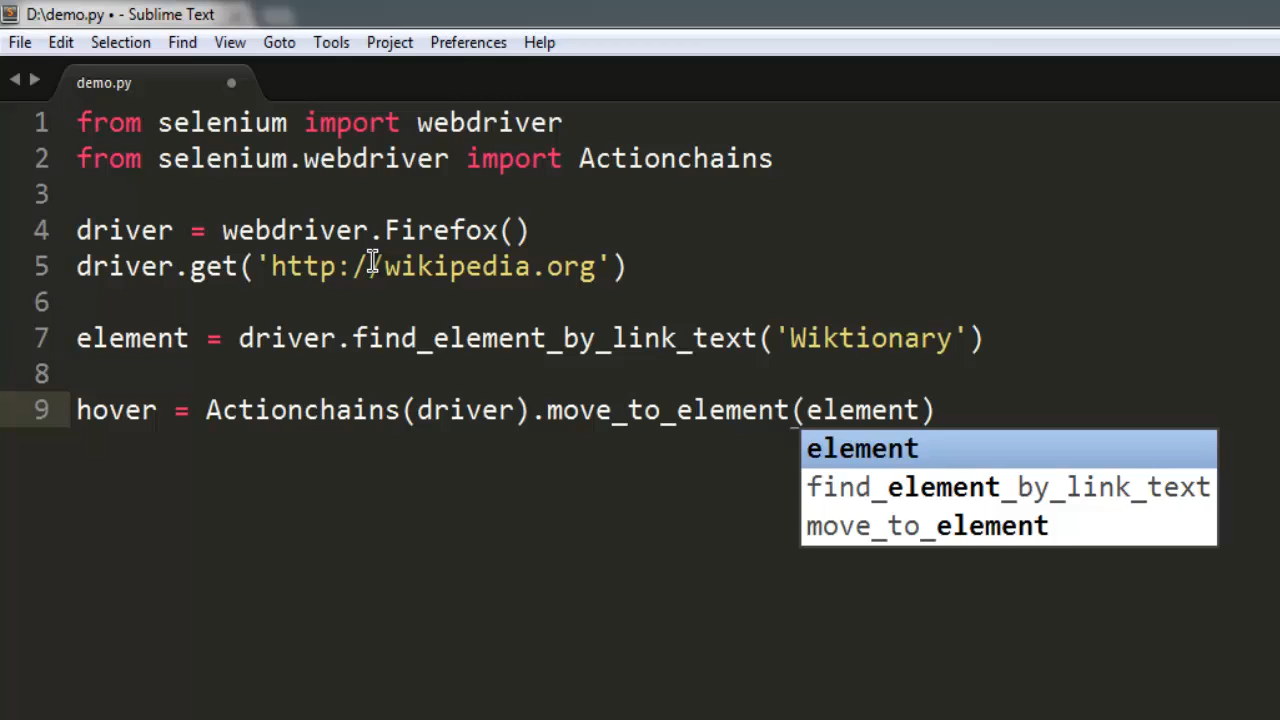 D:\demo.py • - Sublime Text
File Edit Selection Find View Goto Tools Project Preferences Help
demo.py
1 from selenium import webdriver
2 from selenium.webdriver import Actionchains
3
4 driver = webdriver.Firefox()
5 driver.get('http://wikipedia.org')
6
7 element = driver.find_element_by_link_text('Wiktionary')
8
9 hover = Actionchains(driver).move_to_element(element)
element
find_element_by_link_text
move_to_element